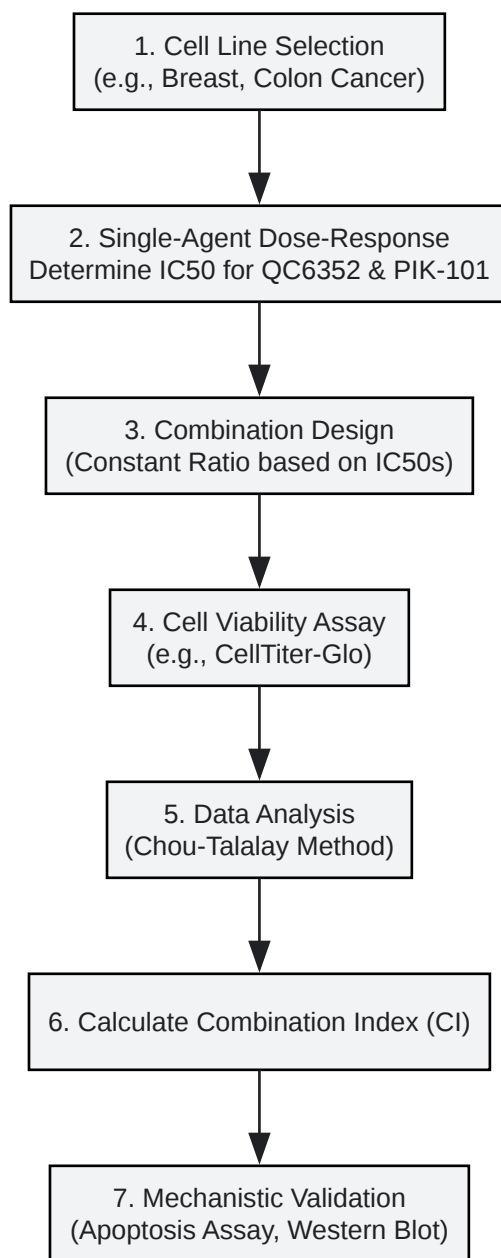 1. Cell Line Selection
(e.g., Breast, Colon Cancer)
2. Single-Agent Dose-Response
Determine IC50 for QC6352 & PIK-101
3. Combination Design
(Constant Ratio based on IC50s)
4. Cell Viability Assay
(e.g., CellTiter-Glo)
5. Data Analysis
(Chou-Talalay Method)
6. Calculate Combination Index (CI)
7. Mechanistic Validation
(Apoptosis Assay, Western Blot)